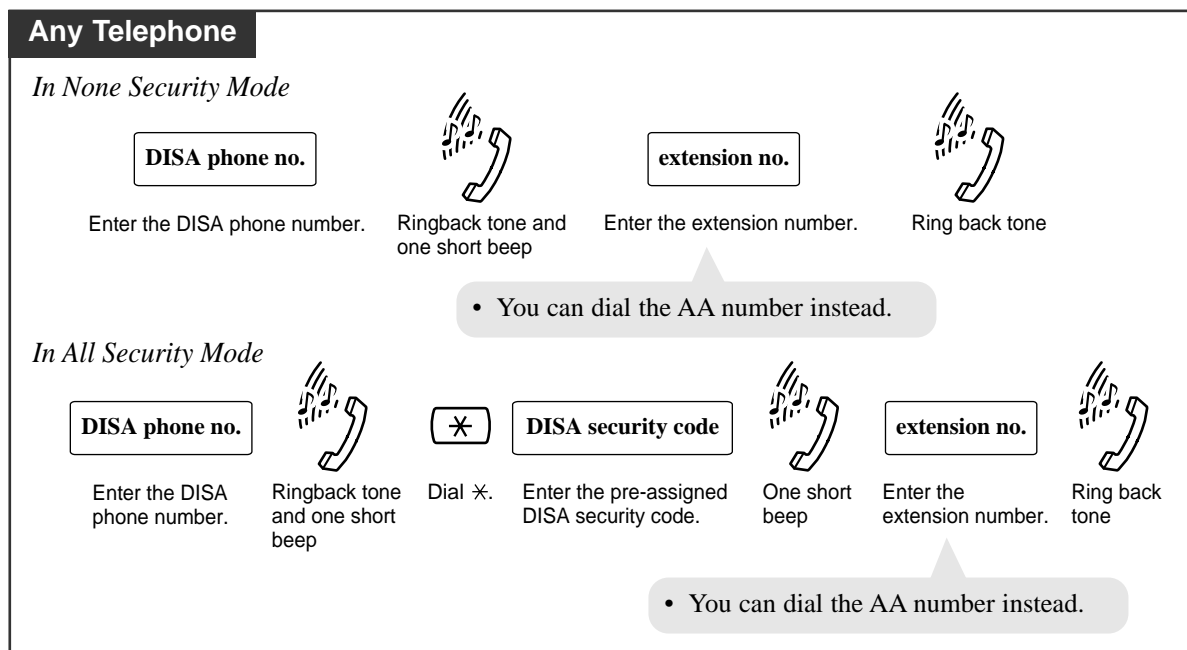 Any Telephone
In None Security Mode
DISA phone no.
extension no.
Enter the DISA phone number.
Ringback tone and
one short beep
Enter the extension number.
Ring back tone
• You can dial the AA number instead.
In All Security Mode
DISA phone no.
DISA security code
extension no.
Enter the DISA
phone number.
Ringback tone
and one short
beep
Dial ✳.
Enter the pre-assigned
DISA security code.
One short
beep
Enter the
extension number.
Ring back
tone
• You can dial the AA number instead.